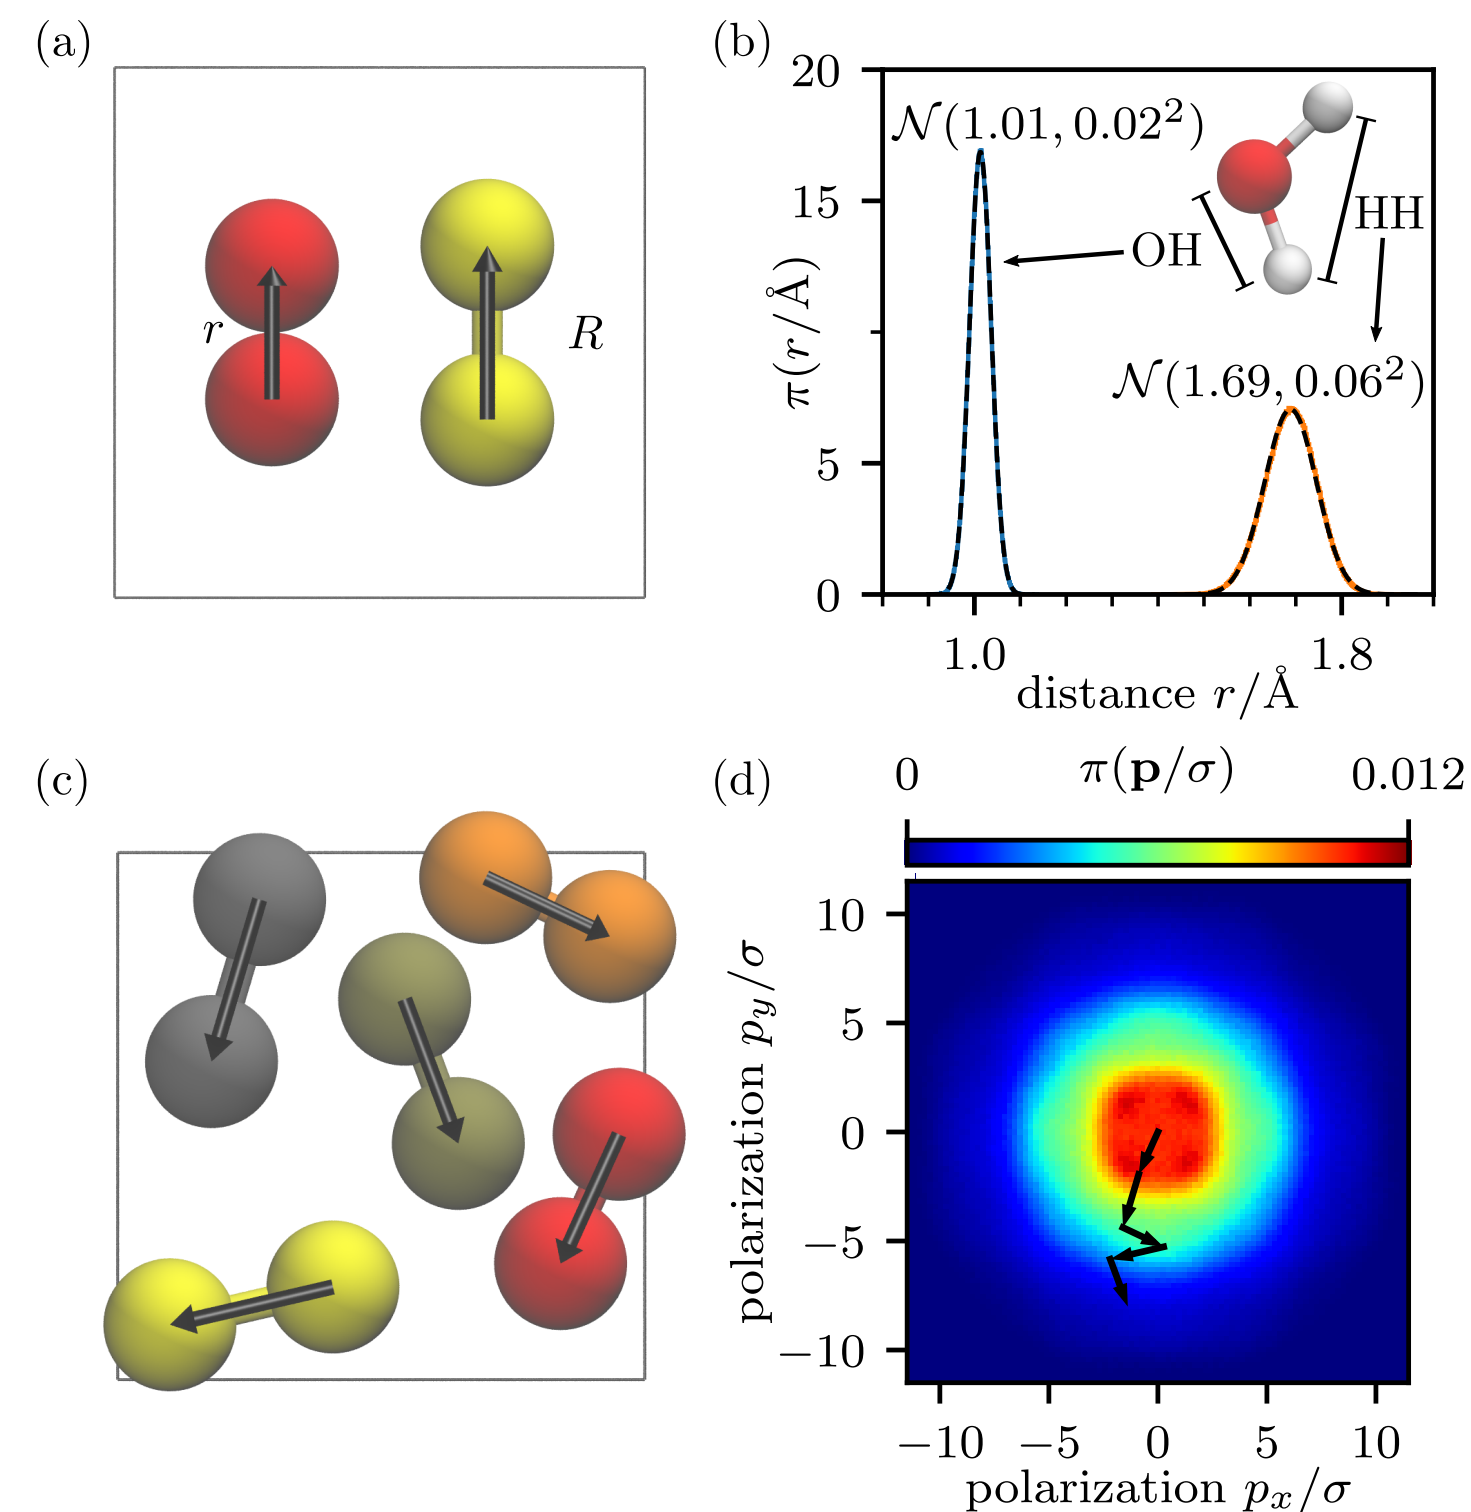 (a)
r
R
(b)
20
15
5
0
π(r/Å)
𝒩(1.01, 0.02²)
OH
HH
𝒩(1.69, 0.06²)
1.0
1.8
distance r/Å
(c)
(d)
0
π(𝐩/σ)
0.012
10
5
0
−5
−10
polarization p_y/σ
−10
−5
0
5
10
polarization p_x/σ